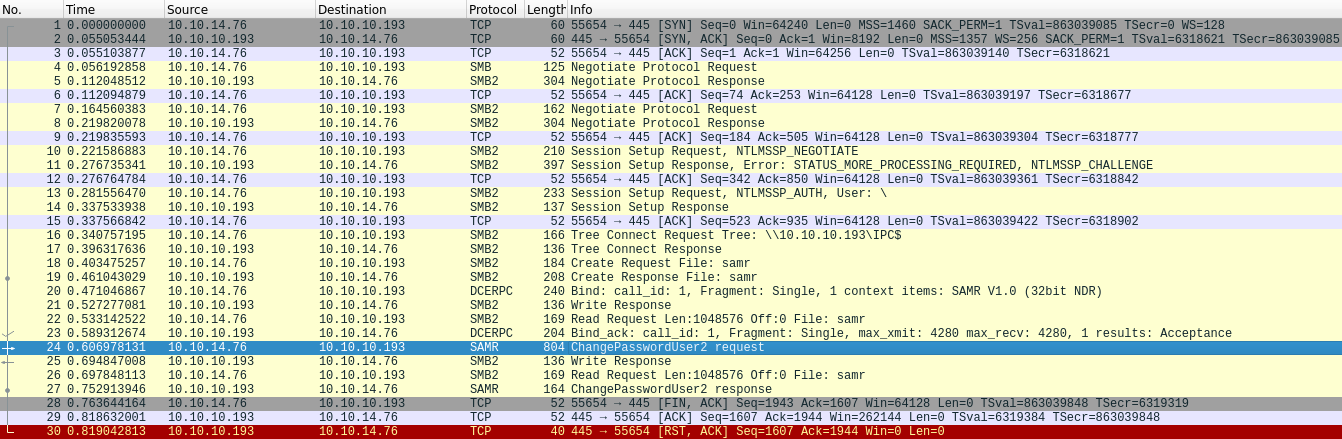 No. Time Source Destination Protocol Length Info
1 0.000000000 10.10.14.76 10.10.10.193 TCP 60 55654 → 445 [SYN] Seq=0 Win=64240 Len=0 MSS=1460 SACK_PERM=1 TSval=863039085 TSecr=0 WS=128
2 0.055053444 10.10.10.193 10.10.14.76 TCP 60 445 → 55654 [SYN, ACK] Seq=0 Ack=1 Win=8192 Len=0 MSS=1357 WS=256 SACK_PERM=1 TSval=6318621 TSecr=863039085
3 0.055103877 10.10.14.76 10.10.10.193 TCP 52 55654 → 445 [ACK] Seq=1 Ack=1 Win=64256 Len=0 TSval=863039140 TSecr=6318621
4 0.056192858 10.10.14.76 10.10.10.193 SMB 125 Negotiate Protocol Request
5 0.112048512 10.10.10.193 10.10.14.76 SMB2 304 Negotiate Protocol Response
6 0.112094879 10.10.14.76 10.10.10.193 TCP 52 55654 → 445 [ACK] Seq=74 Ack=253 Win=64128 Len=0 TSval=863039197 TSecr=6318677
7 0.164560383 10.10.14.76 10.10.10.193 SMB2 162 Negotiate Protocol Request
8 0.219820078 10.10.10.193 10.10.14.76 SMB2 304 Negotiate Protocol Response
9 0.219835593 10.10.14.76 10.10.10.193 TCP 52 55654 → 445 [ACK] Seq=184 Ack=505 Win=64128 Len=0 TSval=863039304 TSecr=6318777
10 0.221586883 10.10.14.76 10.10.10.193 SMB2 210 Session Setup Request, NTLMSSP_NEGOTIATE
11 0.276735341 10.10.10.193 10.10.14.76 SMB2 397 Session Setup Response, Error: STATUS_MORE_PROCESSING_REQUIRED, NTLMSSP_CHALLENGE
12 0.276764784 10.10.14.76 10.10.10.193 TCP 52 55654 → 445 [ACK] Seq=342 Ack=850 Win=64128 Len=0 TSval=863039361 TSecr=6318842
13 0.281556470 10.10.14.76 10.10.10.193 SMB2 233 Session Setup Request, NTLMSSP_AUTH, User: \
14 0.337533938 10.10.10.193 10.10.14.76 SMB2 137 Session Setup Response
15 0.337566842 10.10.14.76 10.10.10.193 TCP 52 55654 → 445 [ACK] Seq=523 Ack=935 Win=64128 Len=0 TSval=863039422 TSecr=6318902
16 0.340757195 10.10.14.76 10.10.10.193 SMB2 166 Tree Connect Request Tree: \\10.10.10.193\IPC$
17 0.396317636 10.10.10.193 10.10.14.76 SMB2 136 Tree Connect Response
18 0.403475257 10.10.14.76 10.10.10.193 SMB2 184 Create Request File: samr
19 0.461043029 10.10.10.193 10.10.14.76 SMB2 208 Create Response File: samr
20 0.471046867 10.10.14.76 10.10.10.193 DCERPC 240 Bind: call_id: 1, Fragment: Single, 1 context items: SAMR V1.0 (32bit NDR)
21 0.527277081 10.10.10.193 10.10.14.76 SMB2 136 Write Response
22 0.533142522 10.10.14.76 10.10.10.193 SMB2 169 Read Request Len:1048576 Off:0 File: samr
23 0.589312674 10.10.10.193 10.10.14.76 DCERPC 204 Bind_ack: call_id: 1, Fragment: Single, max_xmit: 4280 max_recv: 4280, 1 results: Acceptance
24 0.606978131 10.10.14.76 10.10.10.193 SAMR 804 ChangePasswordUser2 request
25 0.694847008 10.10.10.193 10.10.14.76 SMB2 136 Write Response
26 0.697848113 10.10.14.76 10.10.10.193 SMB2 169 Read Request Len:1048576 Off:0 File: samr
27 0.752913946 10.10.10.193 10.10.14.76 SAMR 164 ChangePasswordUser2 response
28 0.763644164 10.10.14.76 10.10.10.193 TCP 52 55654 → 445 [FIN, ACK] Seq=1943 Ack=1607 Win=64128 Len=0 TSval=863039848 TSecr=6319319
29 0.818632001 10.10.10.193 10.10.14.76 TCP 52 445 → 55654 [ACK] Seq=1607 Ack=1944 Win=262144 Len=0 TSval=6319384 TSecr=863039848
30 0.819042813 10.10.10.193 10.10.14.76 TCP 40 445 → 55654 [RST, ACK] Seq=1607 Ack=1944 Win=0 Len=0